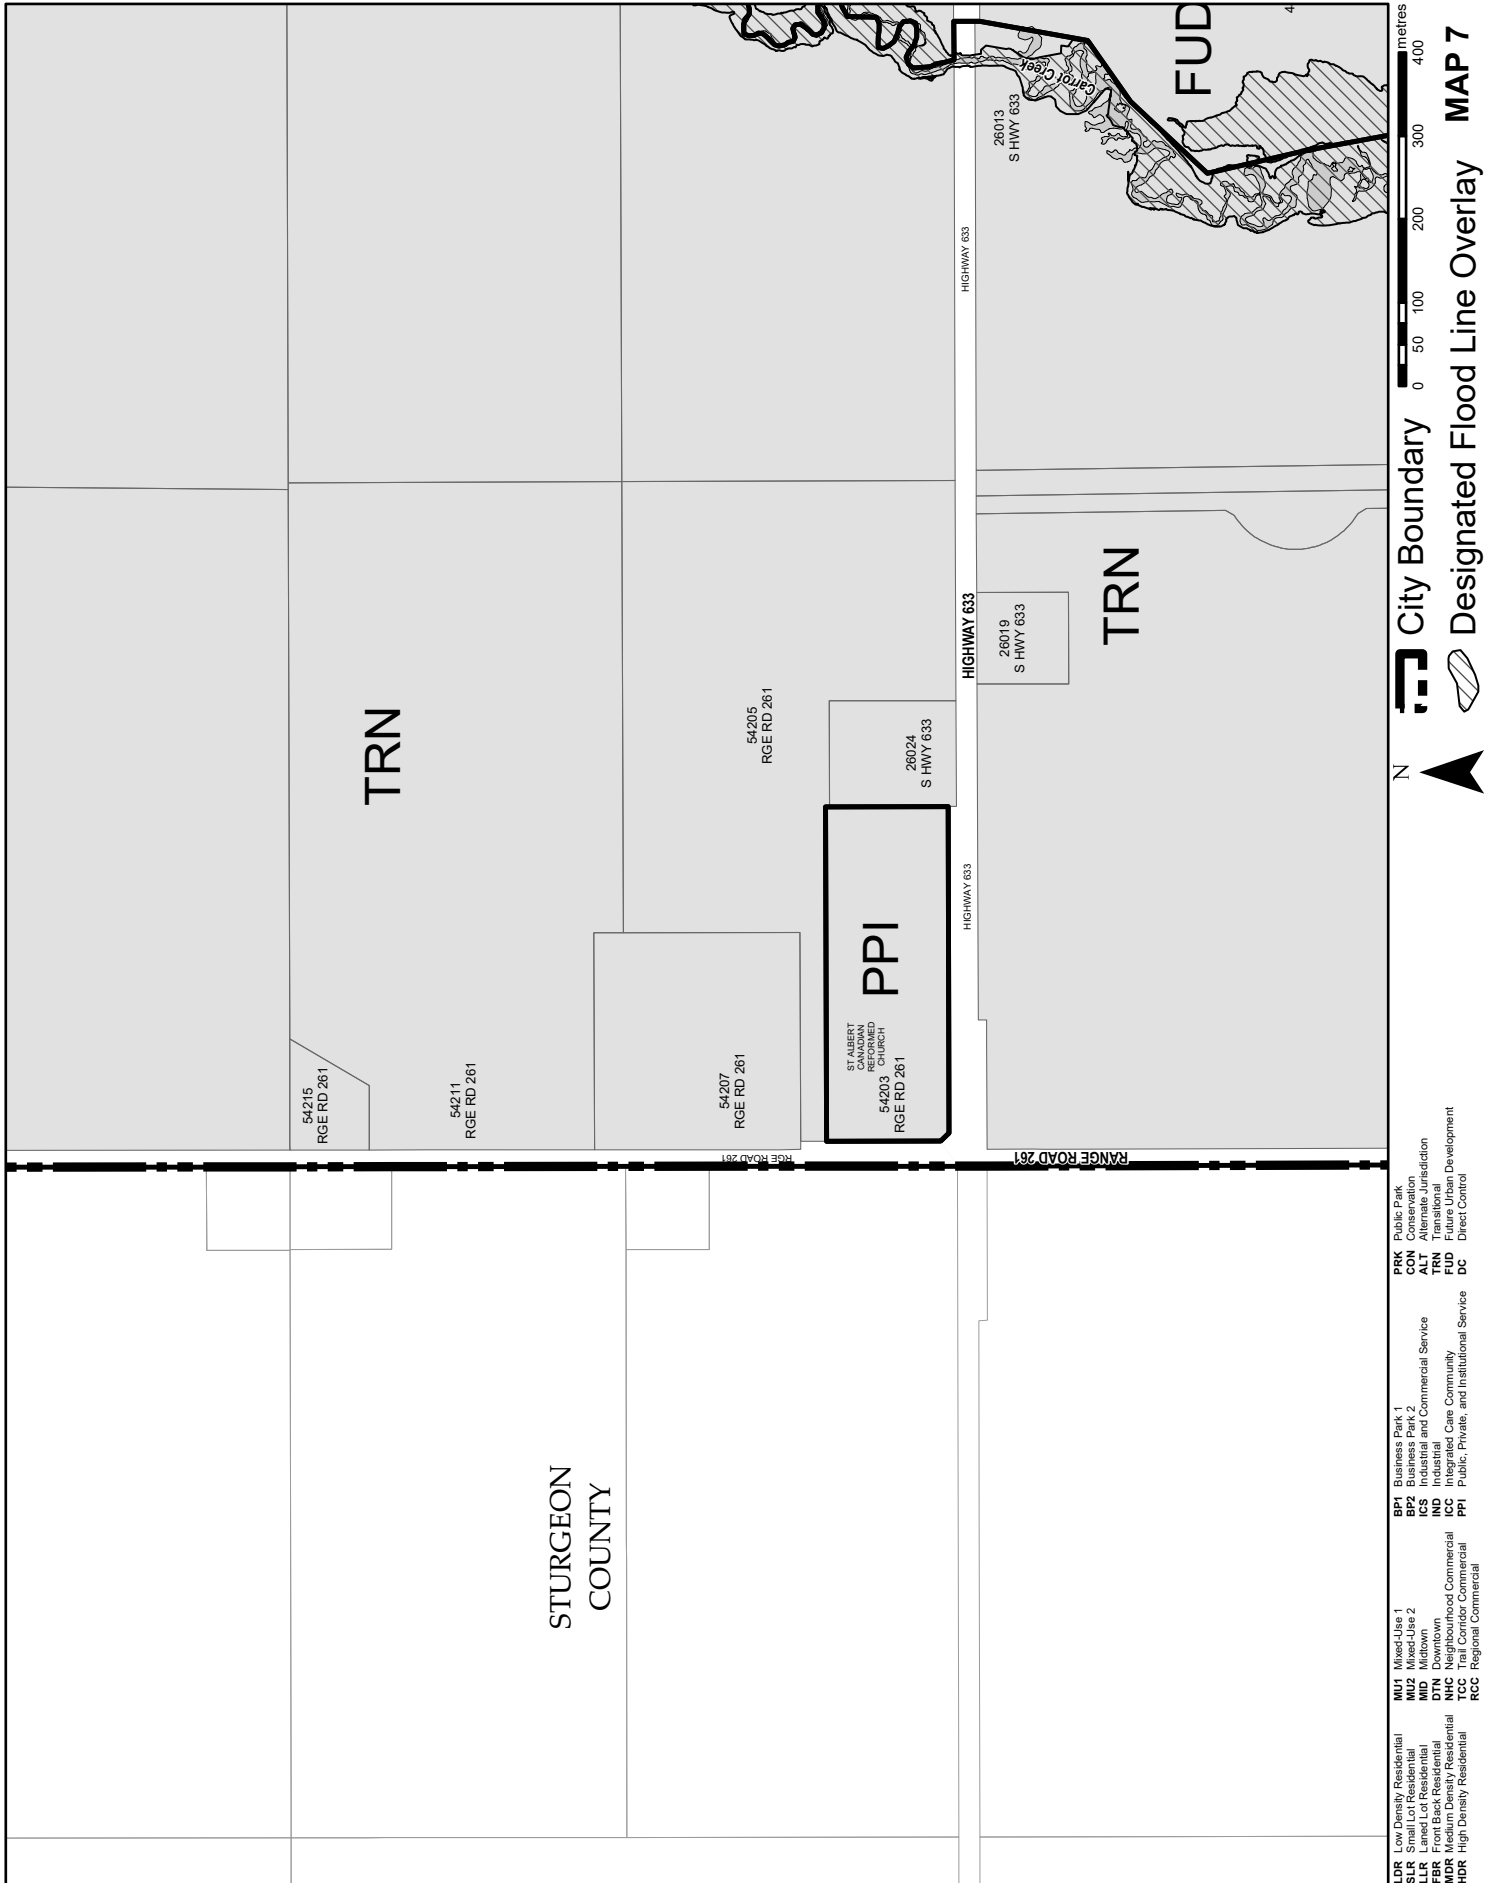 TRN
54215
RGE RD 261
54211
RGE RD 261
54207
RGE RD 261
54205
RGE RD 261
26024
S HWY 633
PPI
ST ALBERT
CANADIAN
REFORMED
CHURCH
54203
RGE RD 261
RGE ROAD 261
RANGE ROAD 261
HIGHWAY 633
HIGHWAY 633
HIGHWAY 633
26019
S HWY 633
TRN
26013
S HWY 633
Carrot Creek
FUD
4
STURGEON
COUNTY
LDR Low Density Residential
SLR Small Lot Residential
LLR Laned Lot Residential
FBR Front Back Residential
MDR Medium Density Residential
HDR High Density Residential
MU1 Mixed-Use 1
MU2 Mixed-Use 2
MID Midtown
DTN Downtown
NHC Neighbourhood Commercial
TCC Trail Corridor Commercial
RCC Regional Commercial
BP1 Business Park 1
BP2 Business Park 2
ICS Industrial and Commercial Service
IND Industrial
ICC Integrated Care Community
PPI Public, Private, and Institutional Service
PRK Public Park
CON Conservation
ALT Alternate Jurisdiction
TRN Transitional
FUD Future Urban Development
DC Direct Control
N
City Boundary
Designated Flood Line Overlay
0 50 100 200 300 400 metres
MAP 7